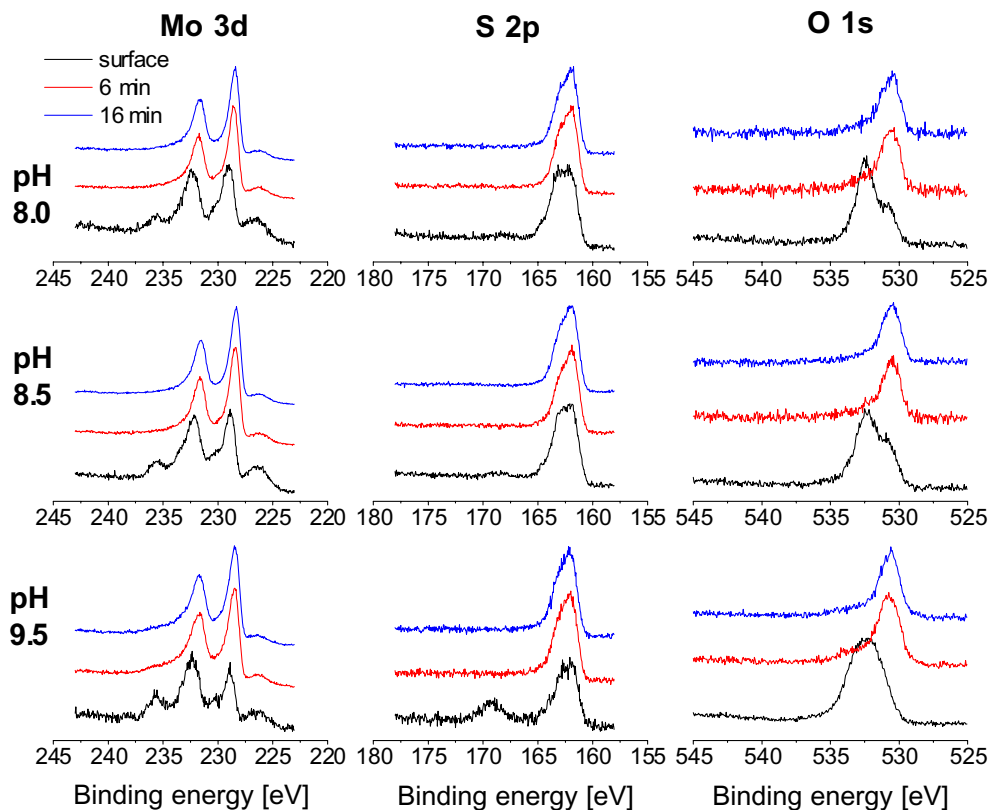 Mo 3d
S 2p
O 1s
surface
6 min
16 min
pH
8.0
245 240 235 230 225 220
180 175 170 165 160 155
545 540 535 530 525
pH
8.5
245 240 235 230 225 220
180 175 170 165 160 155
545 540 535 530 525
pH
9.5
245 240 235 230 225 220
180 175 170 165 160 155
545 540 535 530 525
Binding energy [eV]
Binding energy [eV]
Binding energy [eV]